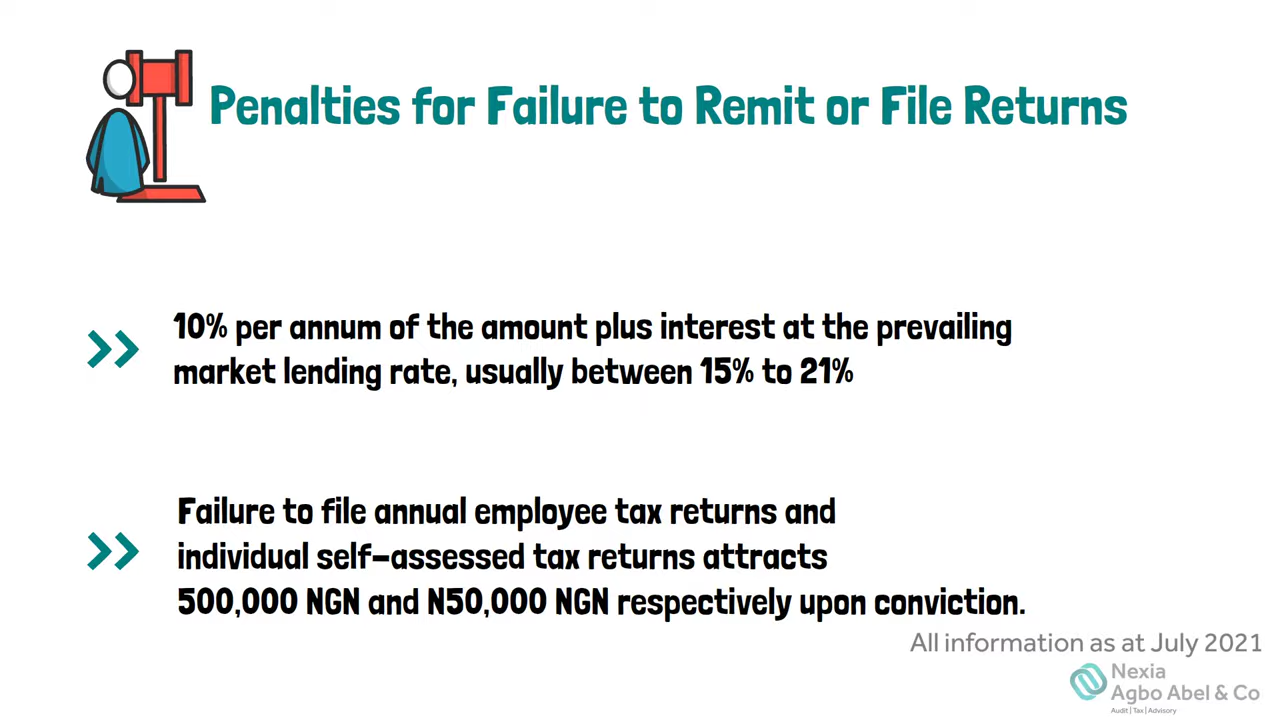 Penalties for Failure to Remit or File Returns
10% per annum of the amount plus interest at the prevailing
market lending rate, usually between 15% to 21%
Failure to file annual employee tax returns and
individual self-assessed tax returns attracts
500,000 NGN and N50,000 NGN respectively upon conviction.
All information as at July 2021
Nexia
Agbo Abel & Co
Audit | Tax | Advisory